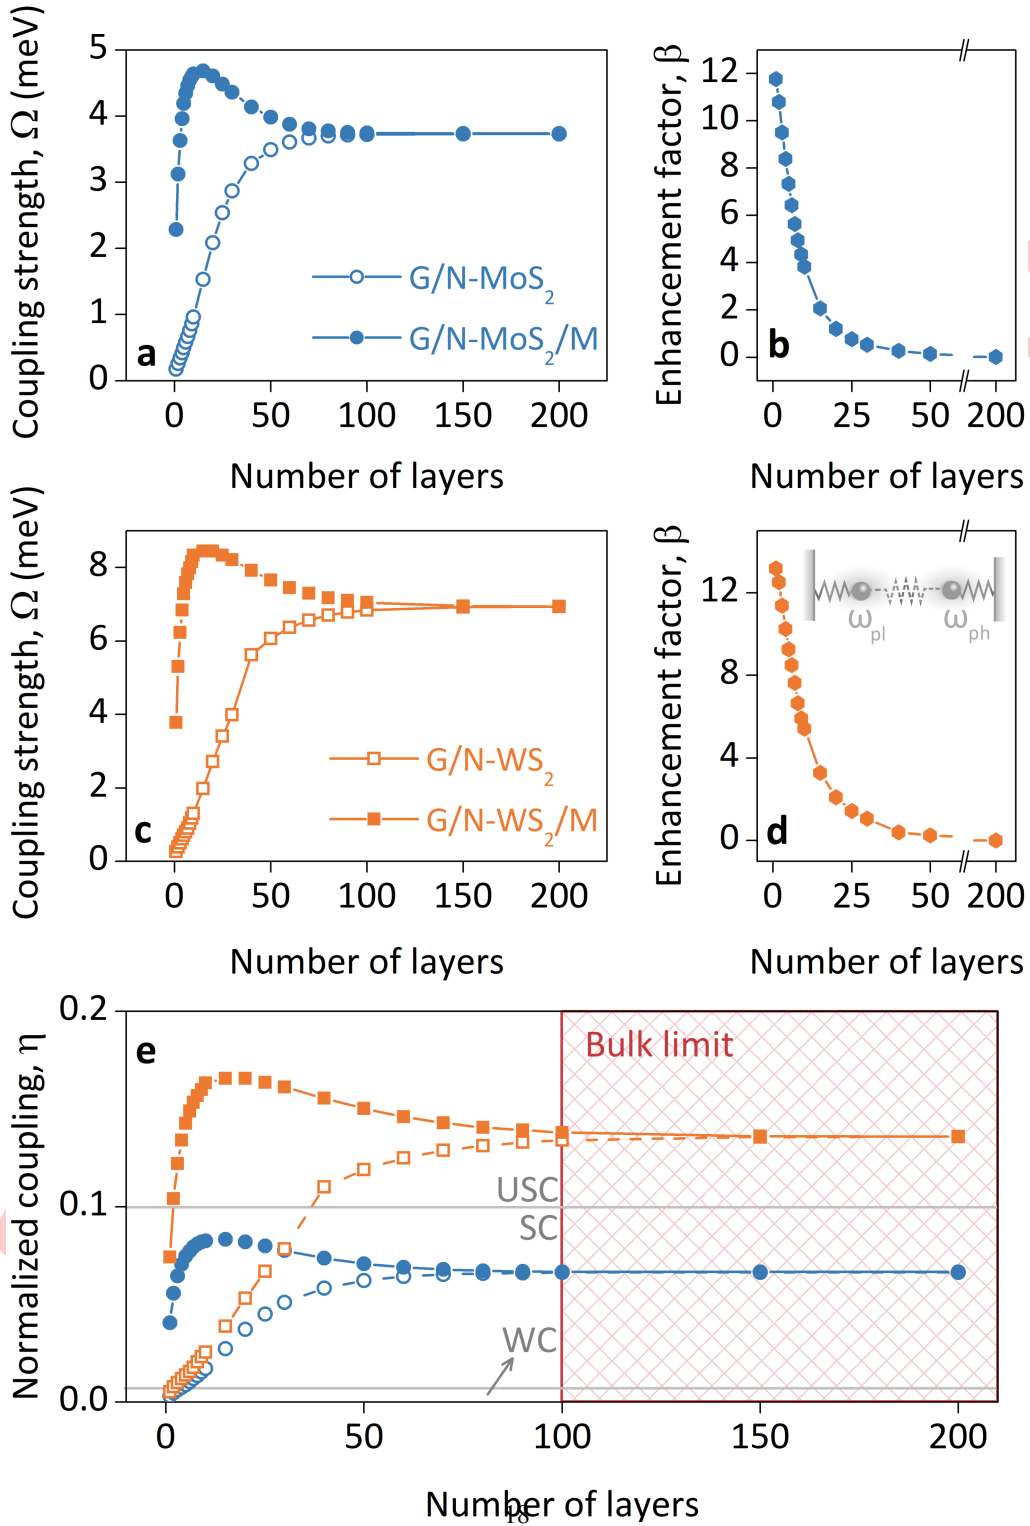 Coupling strength, Ω (meV)
5
4
3
2
1
0
a
G/N-MoS₂
G/N-MoS₂/M
0 50 100 150 200
Number of layers
Enhancement factor, β
12
10
8
6
4
2
0
b
0 25 50 200
Number of layers
Coupling strength, Ω (meV)
8
6
4
2
0
c
G/N-WS₂
G/N-WS₂/M
0 50 100 150 200
Number of layers
Enhancement factor, β
12
8
4
0
d
ωpl ωph
0 25 50 200
Number of layers
Normalized coupling, η
0.2
0.1
0.0
e
Bulk limit
USC
SC
WC
0 50 100 150 200
Number of layers
18